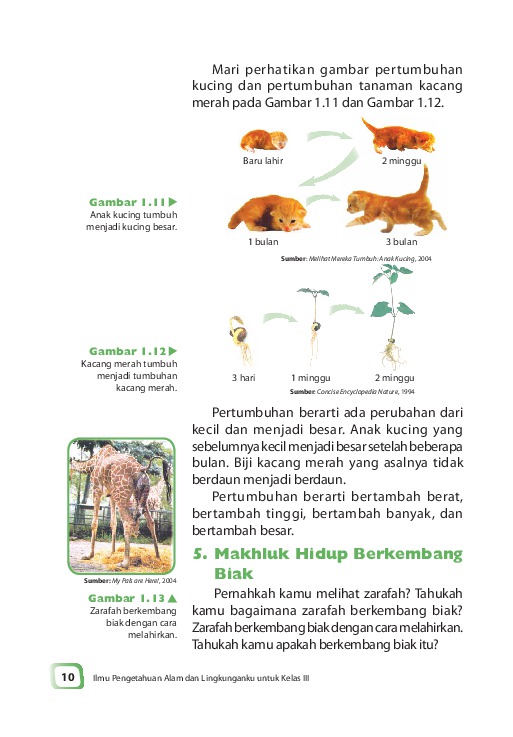 Mari perhatikan gambar pertumbuhan
kucing dan pertumbuhan tanaman kacang
merah pada Gambar 1.11 dan Gambar 1.12.
Baru lahir
2 minggu
Gambar 1.11
Anak kucing tumbuh
menjadi kucing besar.
1 bulan
3 bulan
Sumber: Melihat Mereka Tumbuh: Anak Kucing, 2004
Gambar 1.12
Kacang merah tumbuh
menjadi tumbuhan
kacang merah.
3 hari
1 minggu
2 minggu
Sumber: Concise Encyclopedia Nature, 1994
Pertumbuhan berarti ada perubahan dari
kecil dan menjadi besar. Anak kucing yang
sebelumnya kecil menjadi besar setelah beberapa
bulan. Biji kacang merah yang asalnya tidak
berdaun menjadi berdaun.
Pertumbuhan berarti bertambah berat,
bertambah tinggi, bertambah banyak, dan
bertambah besar.
Sumber: My Pals are Here!, 2004
Gambar 1.13
Zarafah berkembang
biak dengan cara
melahirkan.
5. Makhluk Hidup Berkembang
Biak
Pernahkah kamu melihat zarafah? Tahukah
kamu bagaimana zarafah berkembang biak?
Zarafah berkembang biak dengan cara melahirkan.
Tahukah kamu apakah berkembang biak itu?
10
Ilmu Pengetahuan Alam dan Lingkunganku untuk Kelas III